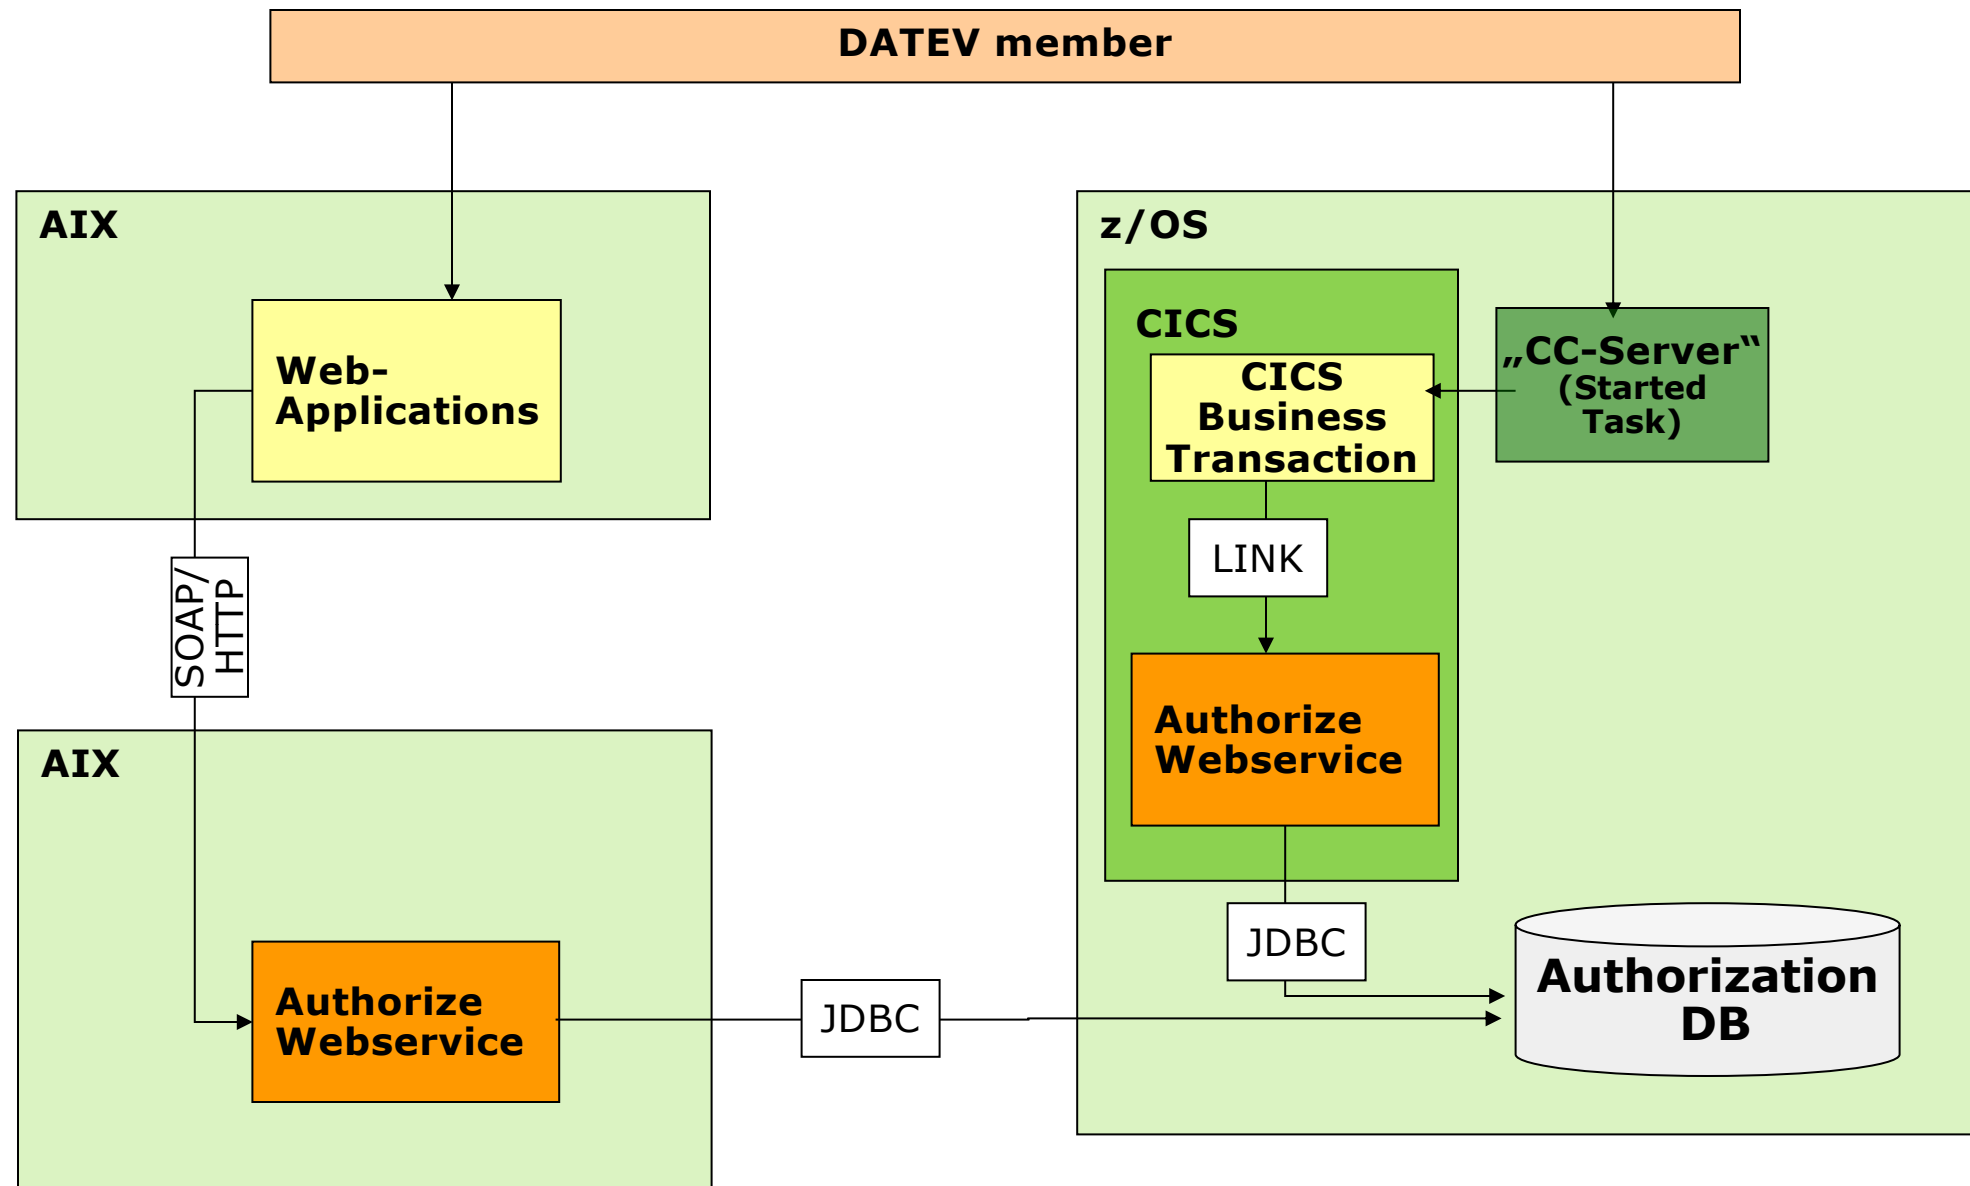 DATEV member
AIX
Web-
Applications
SOAP/
HTTP
AIX
Authorize
Webservice
JDBC
z/OS
CICS
CICS
Business
Transaction
„CC-Server“
(Started
Task)
LINK
Authorize
Webservice
JDBC
Authorization
DB